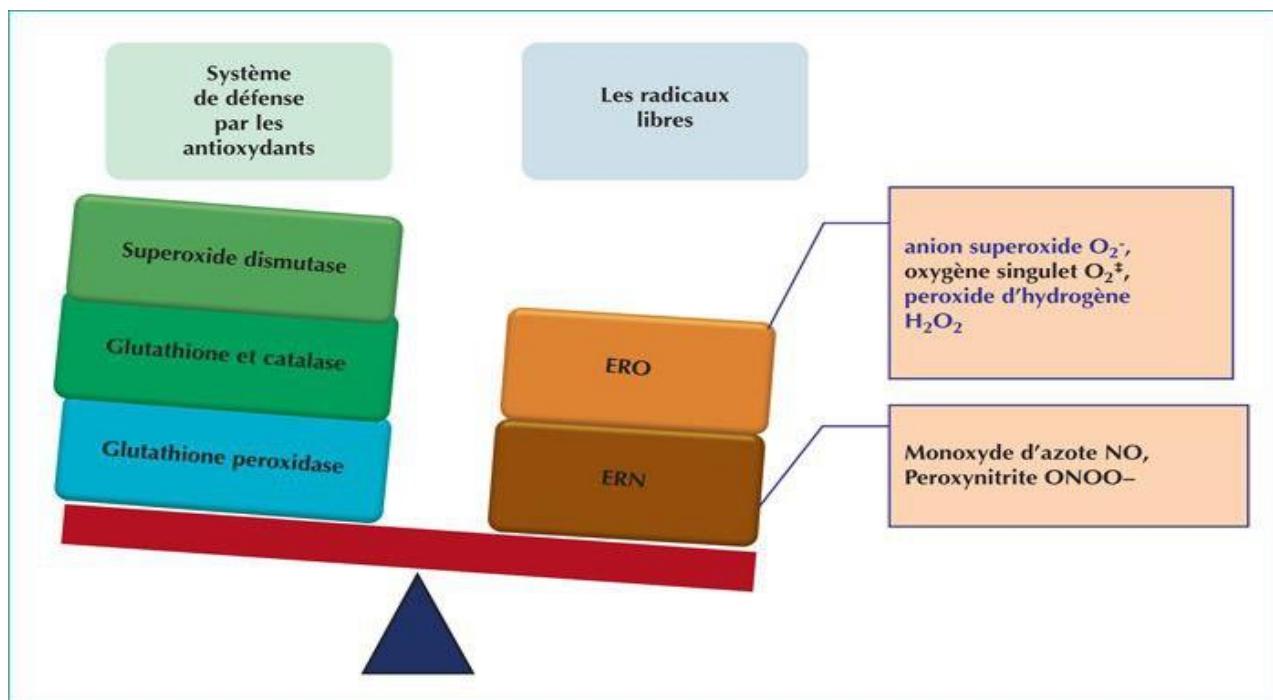 Système
de défense
par les
antioxydants
Les radicaux
libres
Superoxide dismutase
Glutathione et catalase
Glutathione peroxidase
ERO
ERN
anion superoxide O₂⁻,
oxygène singulet O₂‡,
peroxide d’hydrogène
H₂O₂
Monoxyde d’azote NO,
Peroxynitrite ONOO–